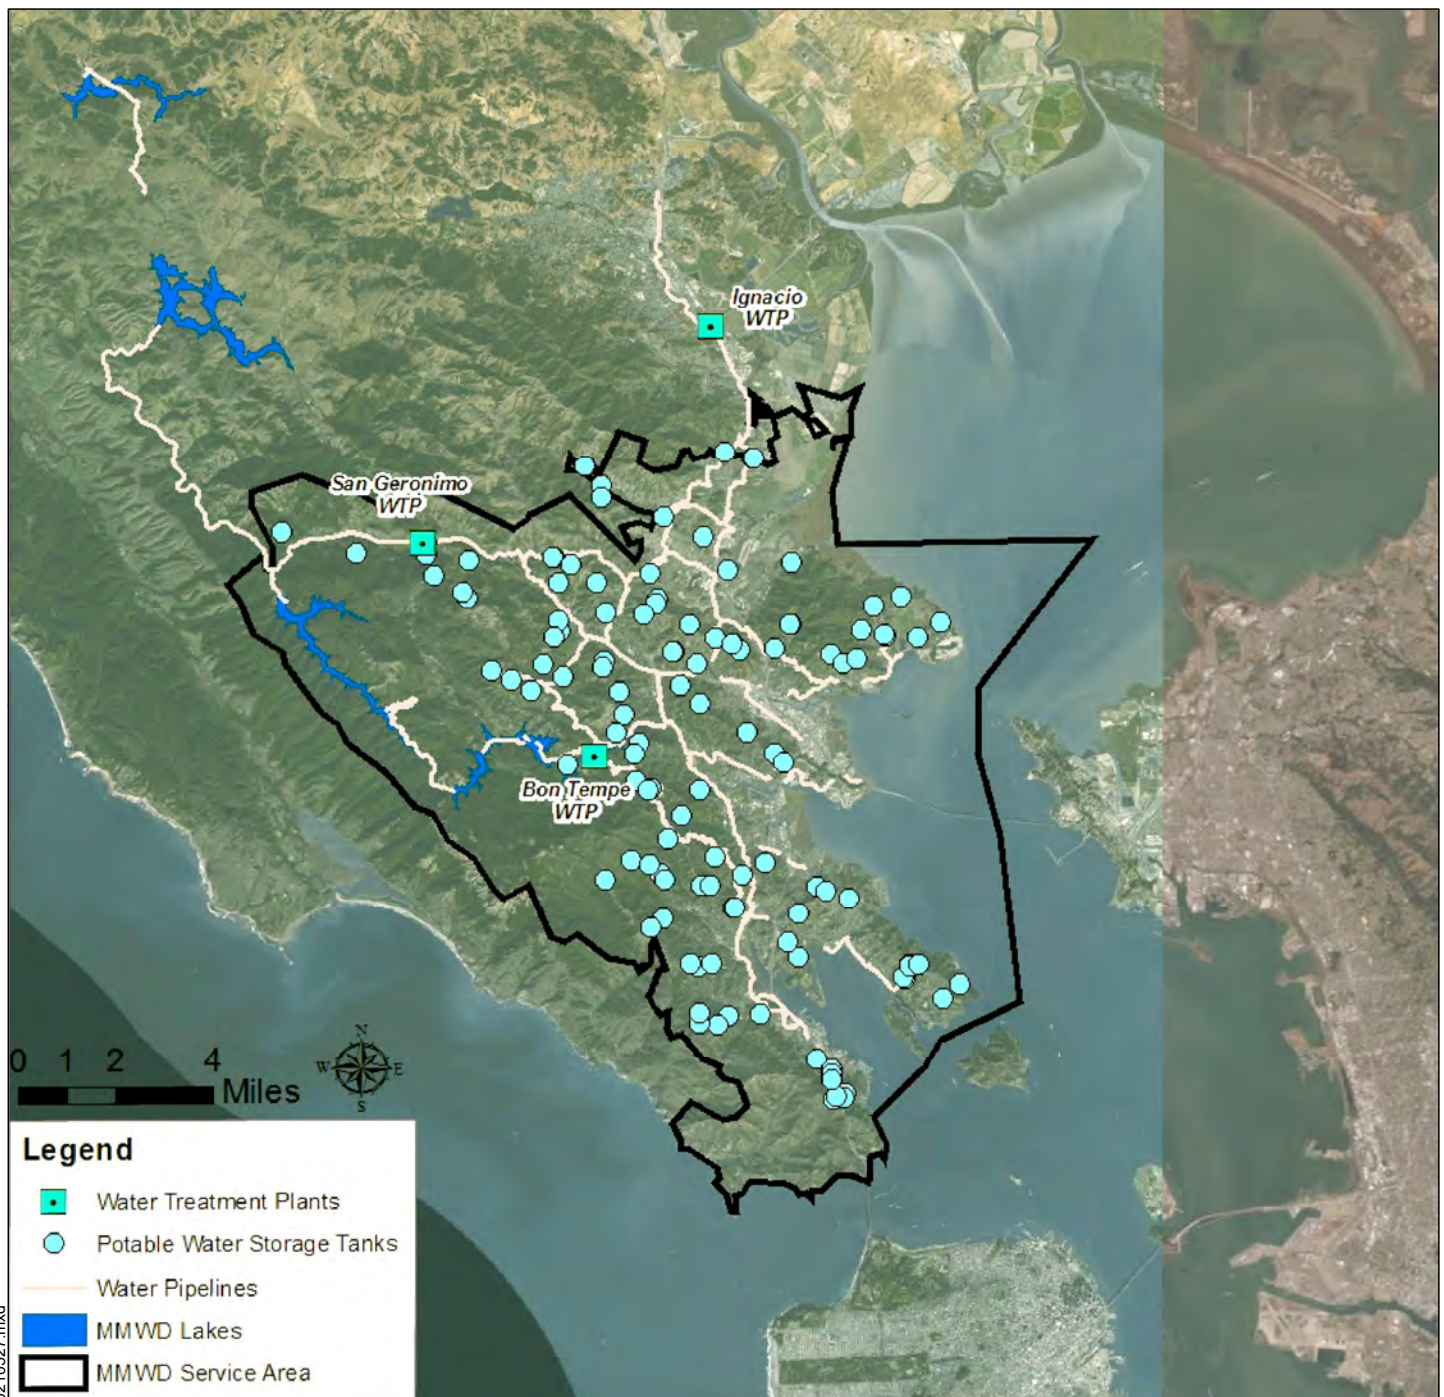 Ignacio
WTP
San Geronimo
WTP
Bon Tempe
WTP
N
W E
S
0 1 2 4
Miles
Legend
Water Treatment Plants
Potable Water Storage Tanks
Water Pipelines
MMWD Lakes
MMWD Service Area